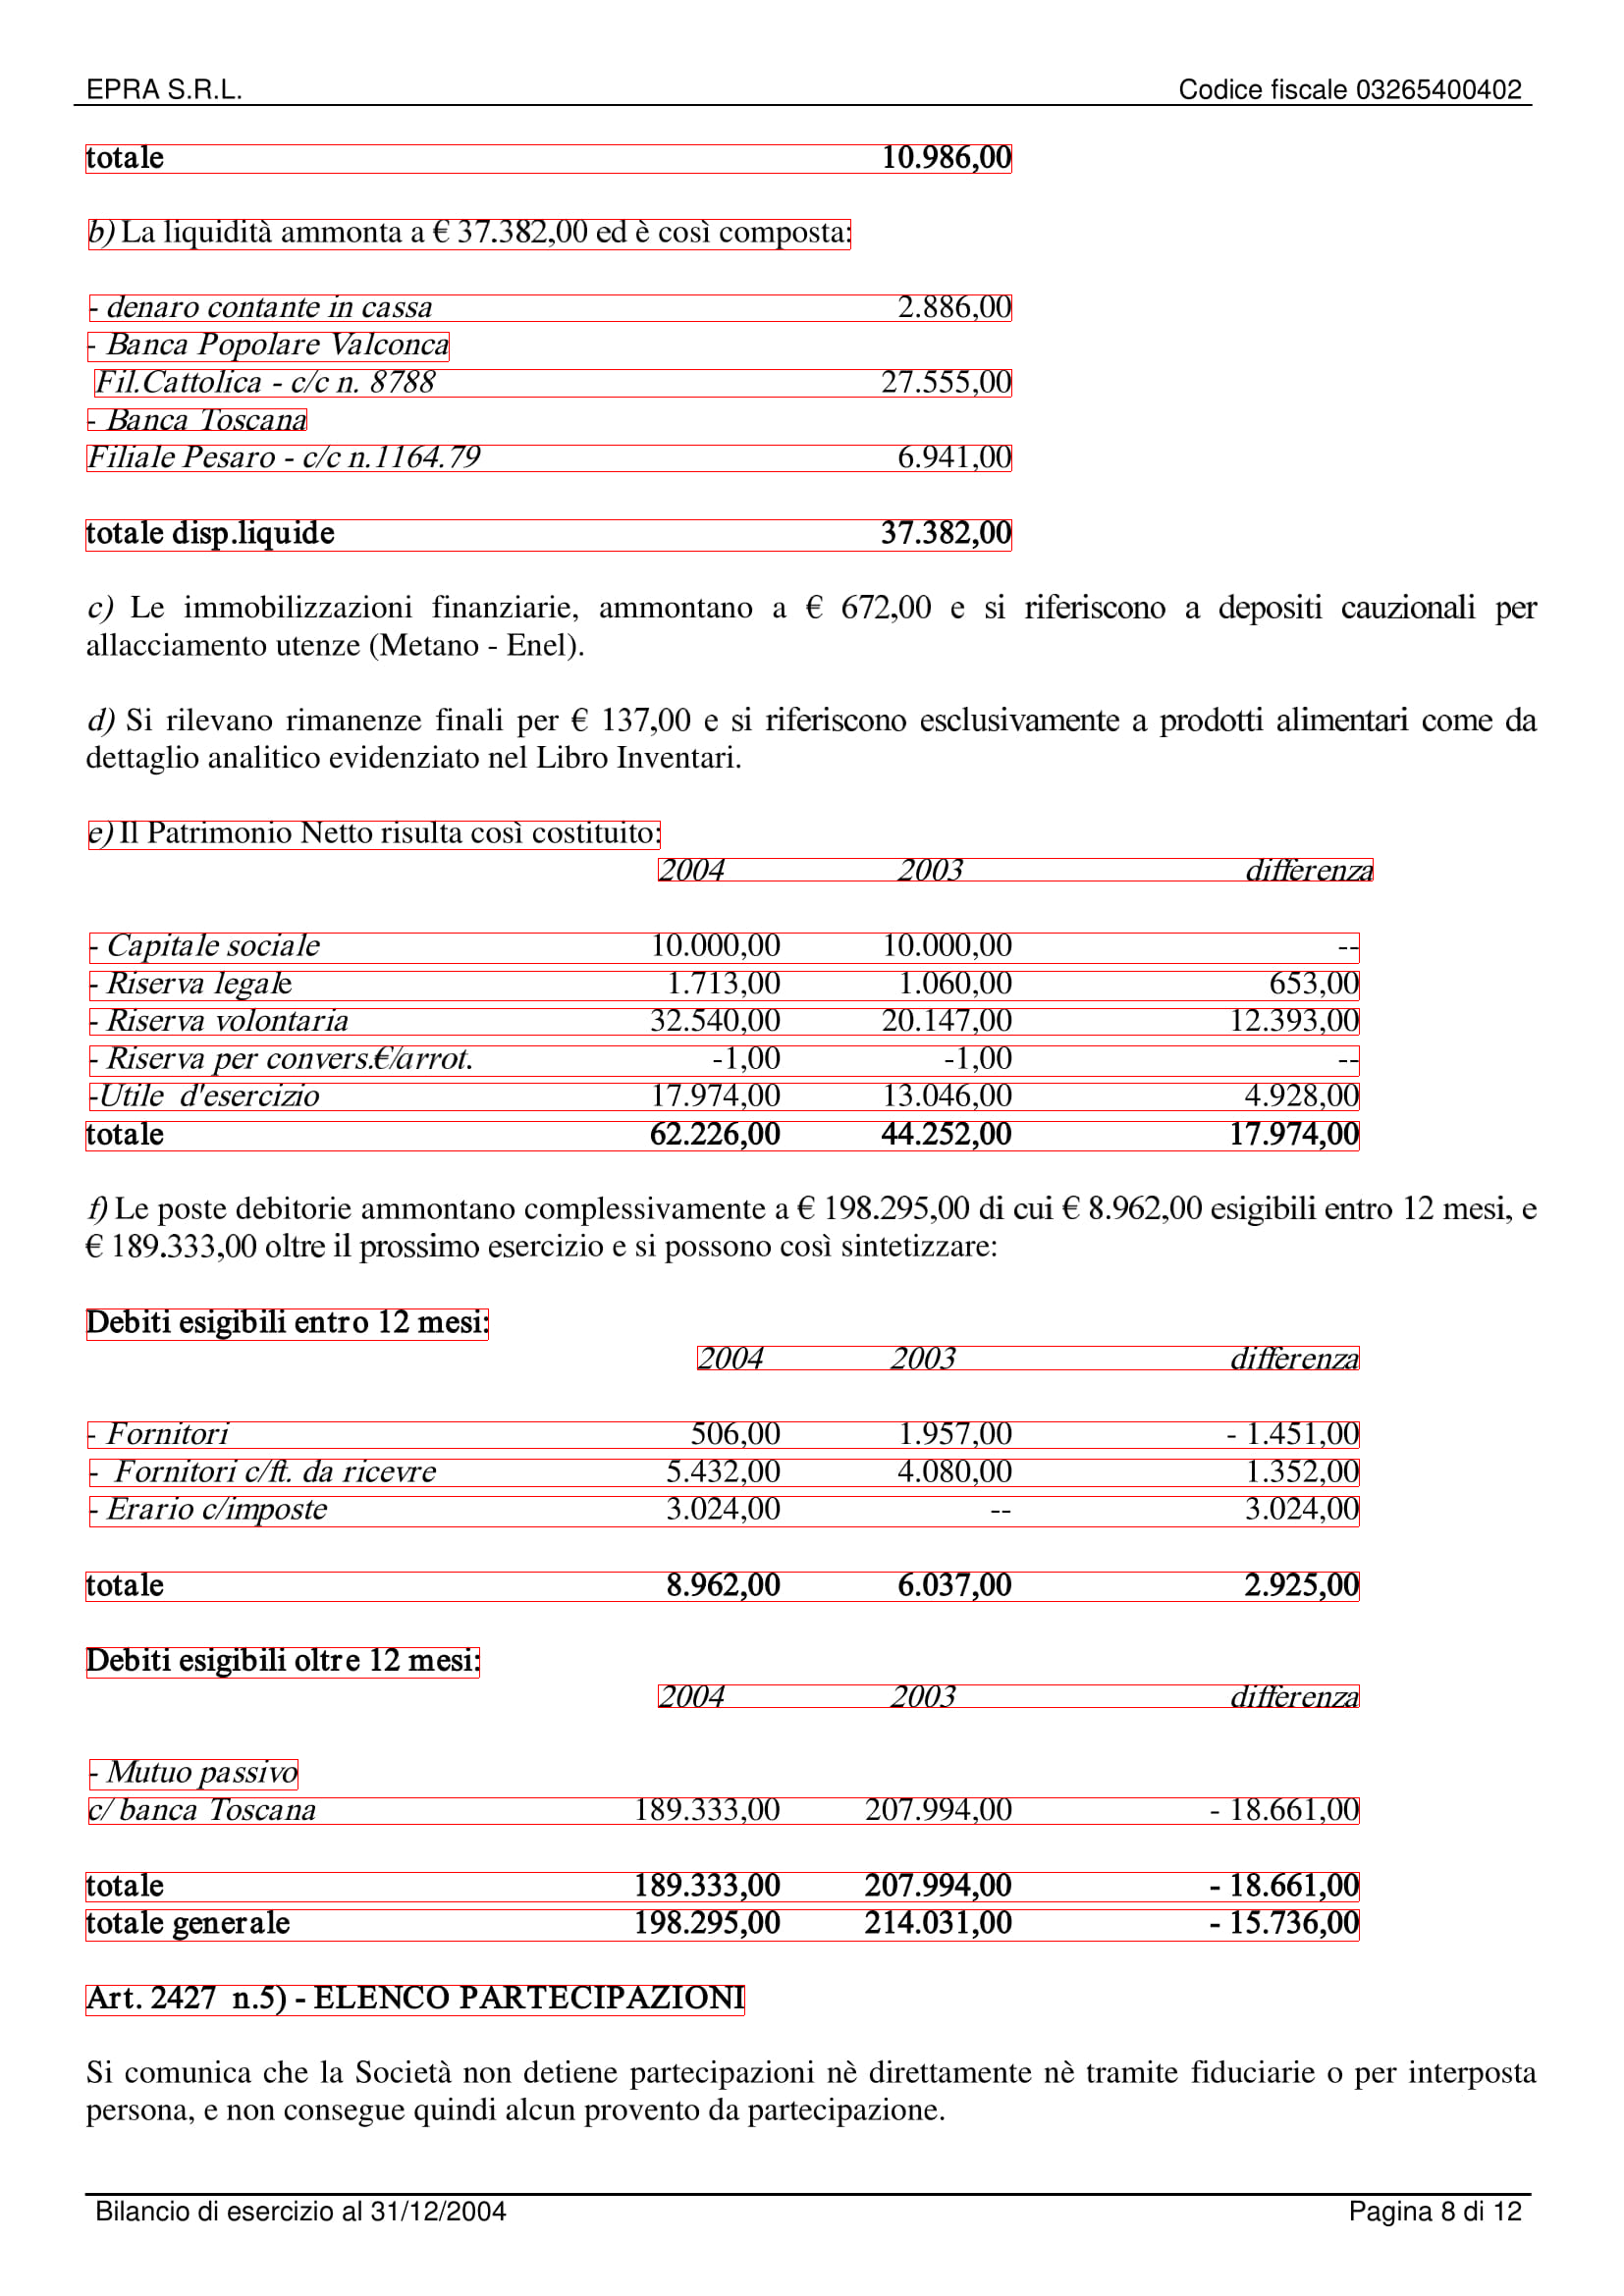 EPRA S.R.L. Codice fiscale 03265400402
totale 10.986,00
b) La liquidità ammonta a € 37.382,00 ed è così composta:
- denaro contante in cassa 2.886,00
- Banca Popolare Valconca
Fil.Cattolica - c/c n. 8788 27.555,00
- Banca Toscana
Filiale Pesaro - c/c n.1164.79 6.941,00
totale disp.liquide 37.382,00
c) Le immobilizzazioni finanziarie, ammontano a € 672,00 e si riferiscono a depositi cauzionali per
allacciamento utenze (Metano - Enel).
d) Si rilevano rimanenze finali per € 137,00 e si riferiscono esclusivamente a prodotti alimentari come da
dettaglio analitico evidenziato nel Libro Inventari.
e) Il Patrimonio Netto risulta così costituito:
2004 2003 differenza
- Capitale sociale 10.000,00 10.000,00 --
- Riserva legale 1.713,00 1.060,00 653,00
- Riserva volontaria 32.540,00 20.147,00 12.393,00
- Riserva per convers.€/arrot. -1,00 -1,00 --
-Utile d'esercizio 17.974,00 13.046,00 4.928,00
totale 62.226,00 44.252,00 17.974,00
f) Le poste debitorie ammontano complessivamente a € 198.295,00 di cui € 8.962,00 esigibili entro 12 mesi, e
€ 189.333,00 oltre il prossimo esercizio e si possono così sintetizzare:
Debiti esigibili entro 12 mesi:
2004 2003 differenza
- Fornitori 506,00 1.957,00 - 1.451,00
- Fornitori c/ft. da ricevre 5.432,00 4.080,00 1.352,00
- Erario c/imposte 3.024,00 -- 3.024,00
totale 8.962,00 6.037,00 2.925,00
Debiti esigibili oltre 12 mesi:
2004 2003 differenza
- Mutuo passivo
c/ banca Toscana 189.333,00 207.994,00 - 18.661,00
totale 189.333,00 207.994,00 - 18.661,00
totale generale 198.295,00 214.031,00 - 15.736,00
Art. 2427 n.5) - ELENCO PARTECIPAZIONI
Si comunica che la Società non detiene partecipazioni nè direttamente nè tramite fiduciarie o per interposta
persona, e non consegue quindi alcun provento da partecipazione.
Bilancio di esercizio al 31/12/2004 Pagina 8 di 12